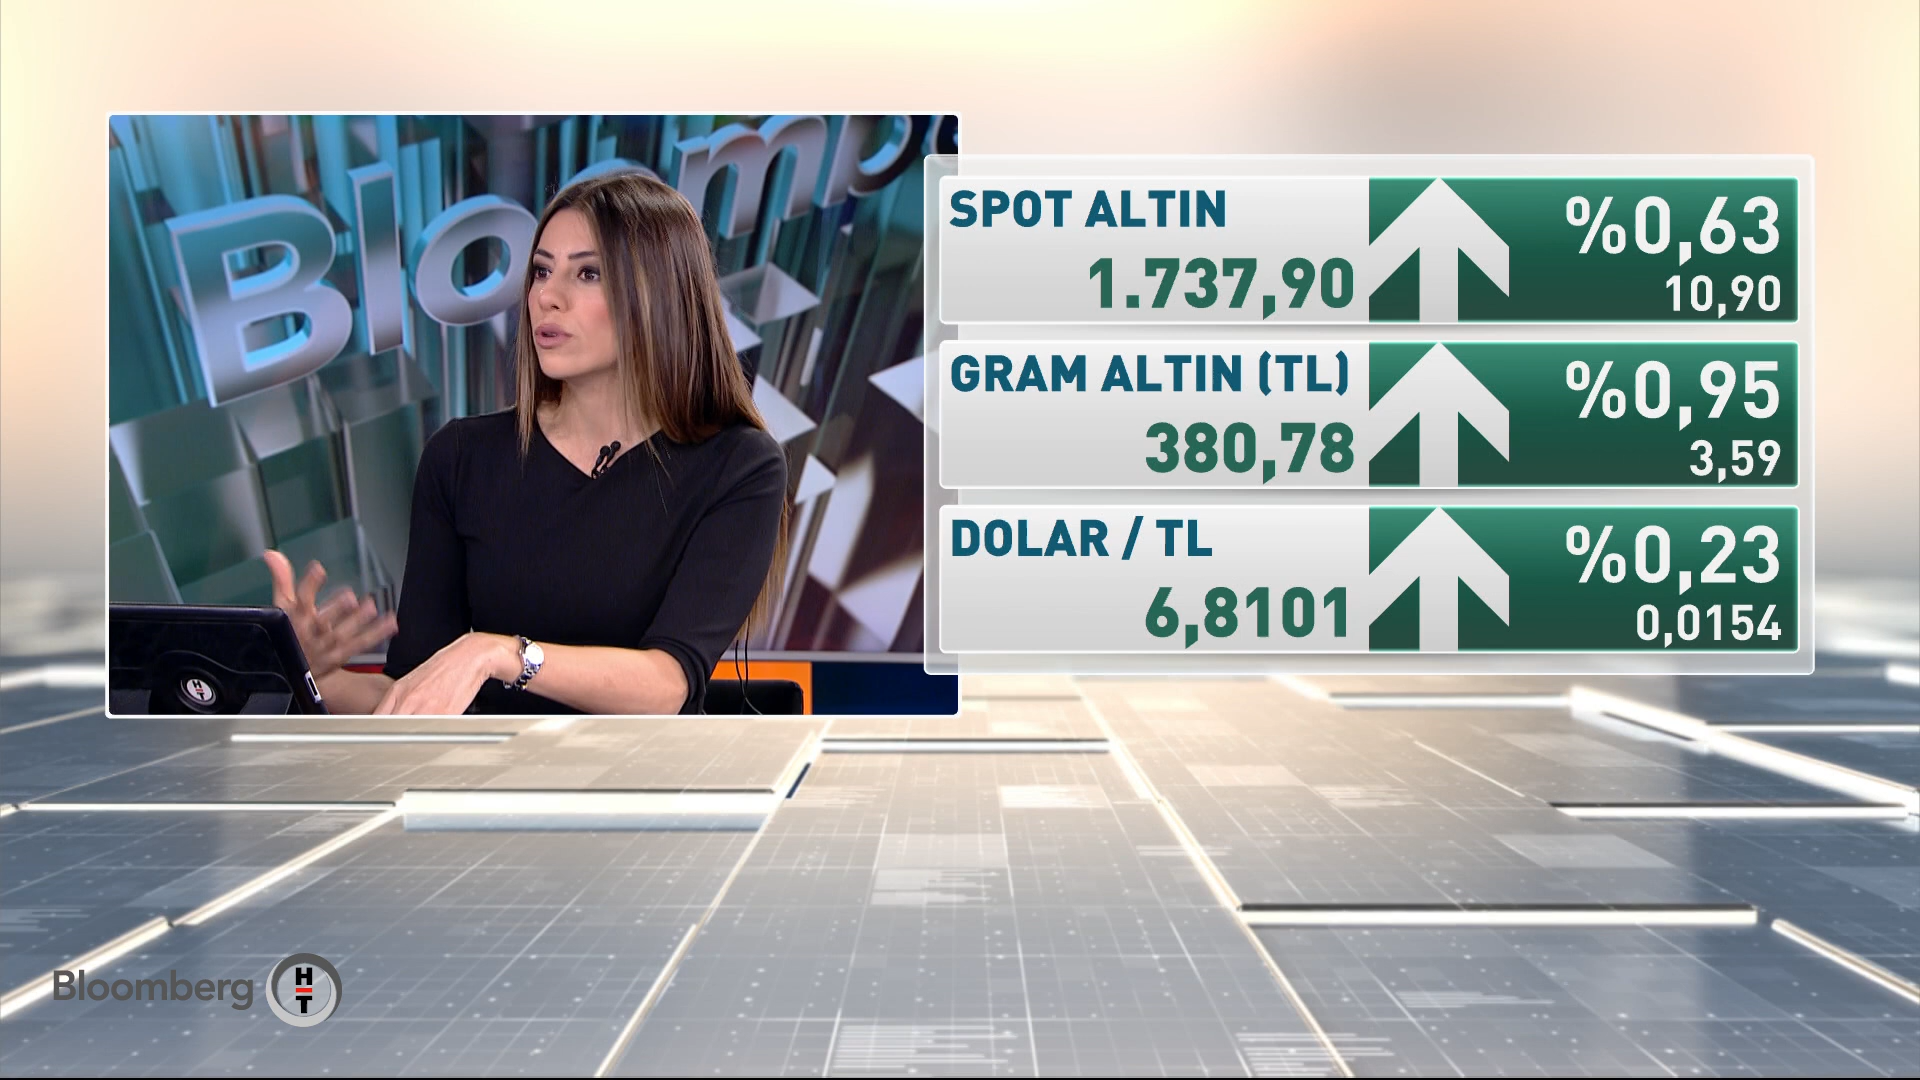 Bloombe
SPOT ALTIN
1.737,90
%0,63
10,90
GRAM ALTIN (TL)
380,78
%0,95
3,59
DOLAR / TL
6,8101
%0,23
0,0154
H
T
Bloomberg
H
T